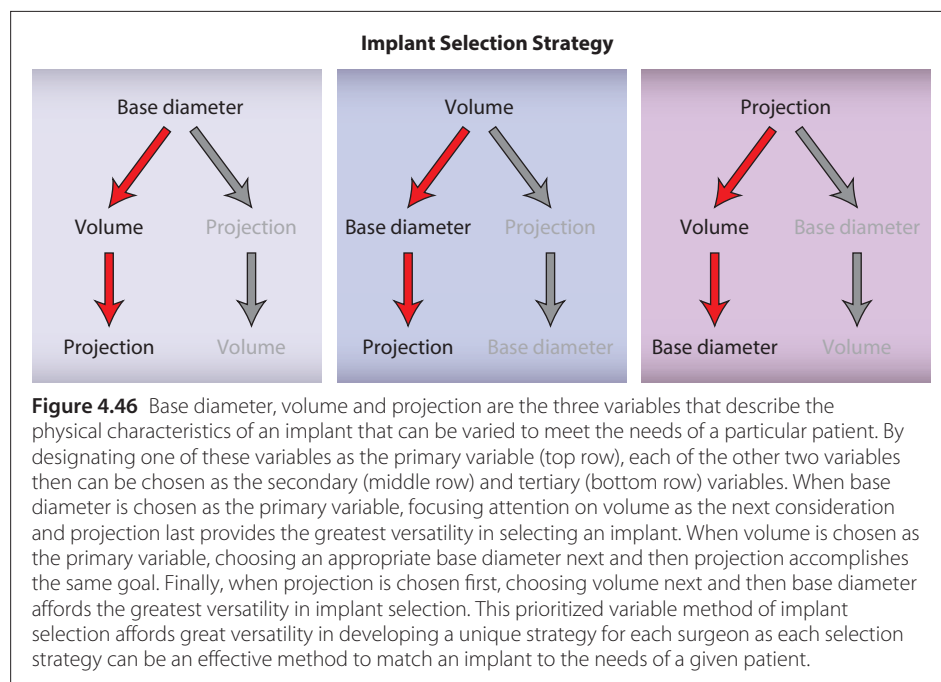 Implant Selection Strategy
Base diameter
Volume
Projection
Volume
Projection
Base diameter
Projection
Volume
Base diameter
Projection
Volume
Projection
Base diameter
Base diameter
Volume
Figure 4.46 Base diameter, volume and projection are the three variables that describe the
physical characteristics of an implant that can be varied to meet the needs of a particular patient. By
designating one of these variables as the primary variable (top row), each of the other two variables
then can be chosen as the secondary (middle row) and tertiary (bottom row) variables. When base
diameter is chosen as the primary variable, focusing attention on volume as the next consideration
and projection last provides the greatest versatility in selecting an implant. When volume is chosen as
the primary variable, choosing an appropriate base diameter next and then projection accomplishes
the same goal. Finally, when projection is chosen first, choosing volume next and then base diameter
affords the greatest versatility in implant selection. This prioritized variable method of implant
selection affords great versatility in developing a unique strategy for each surgeon as each selection
strategy can be an effective method to match an implant to the needs of a given patient.